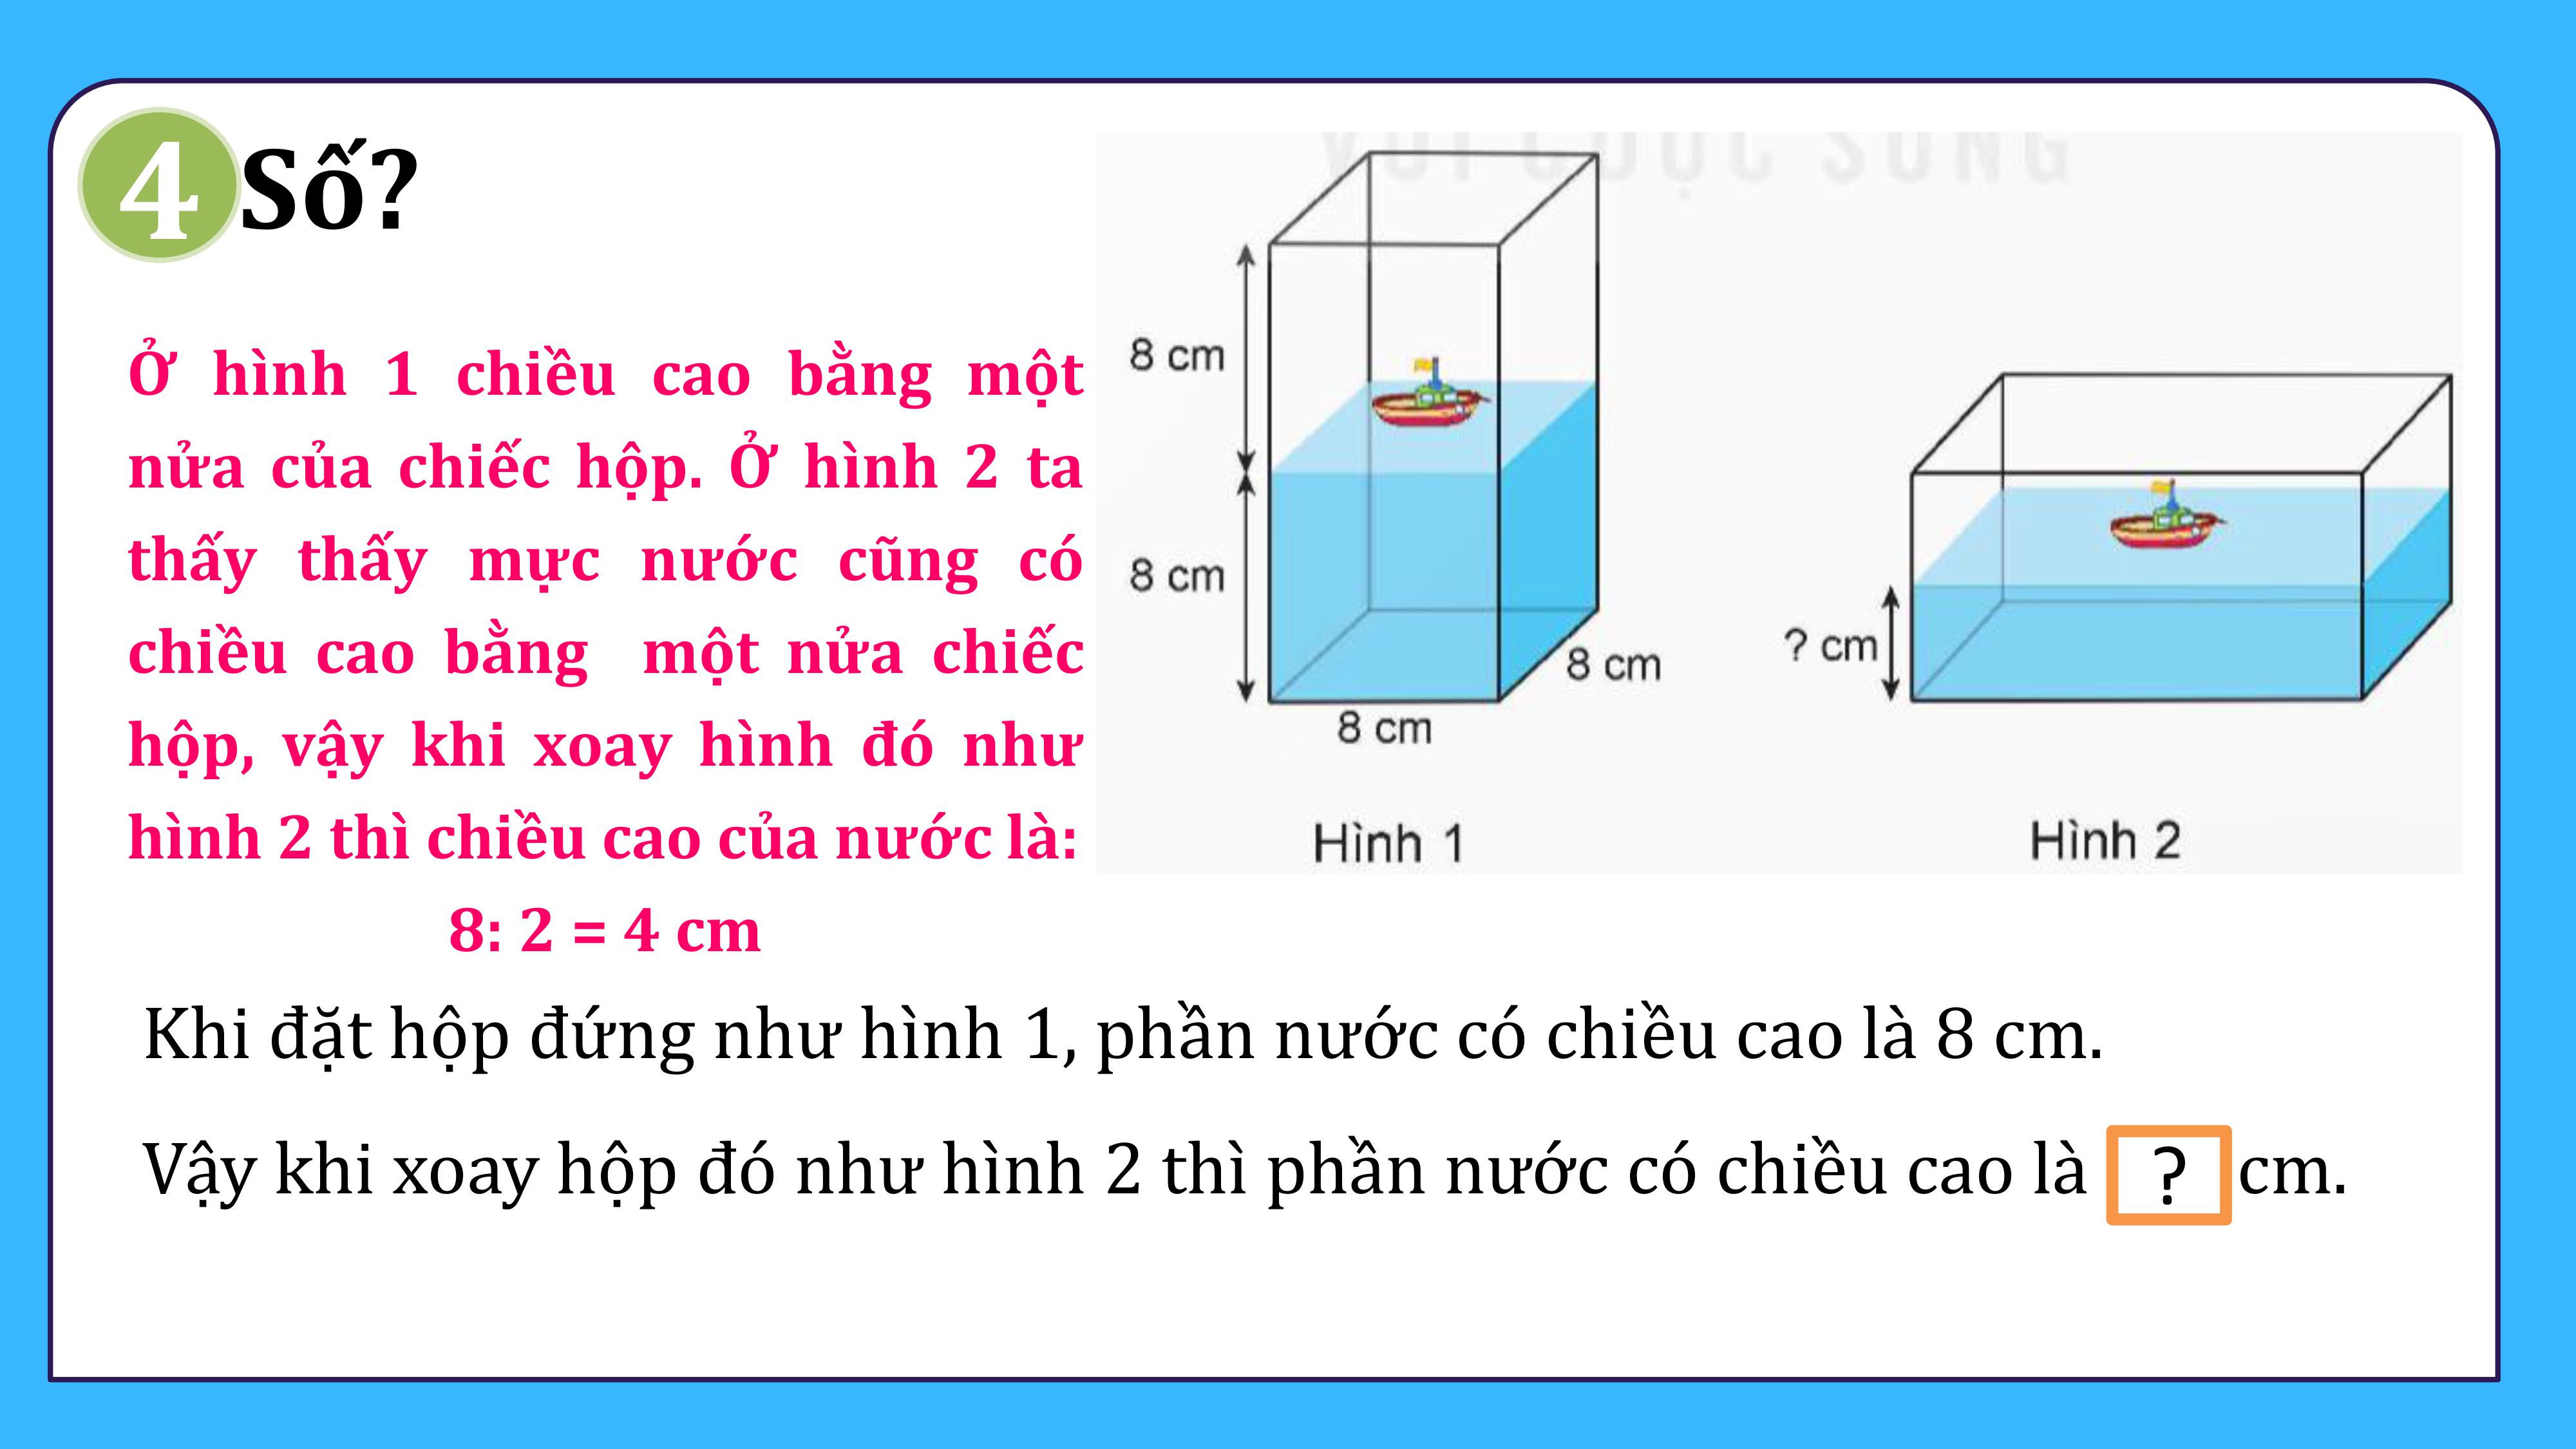 4 Số?
VỚI CUỘC SỐNG
Ở hình 1 chiều cao bằng một
nửa của chiếc hộp. Ở hình 2 ta
thấy thấy mực nước cũng có
chiều cao bằng một nửa chiếc
hộp, vậy khi xoay hình đó như
hình 2 thì chiều cao của nước là:
8: 2 = 4 cm
8 cm
8 cm
8 cm
8 cm
Hình 1
? cm
Hình 2
Khi đặt hộp đứng như hình 1, phần nước có chiều cao là 8 cm.
Vậy khi xoay hộp đó như hình 2 thì phần nước có chiều cao là ? cm.